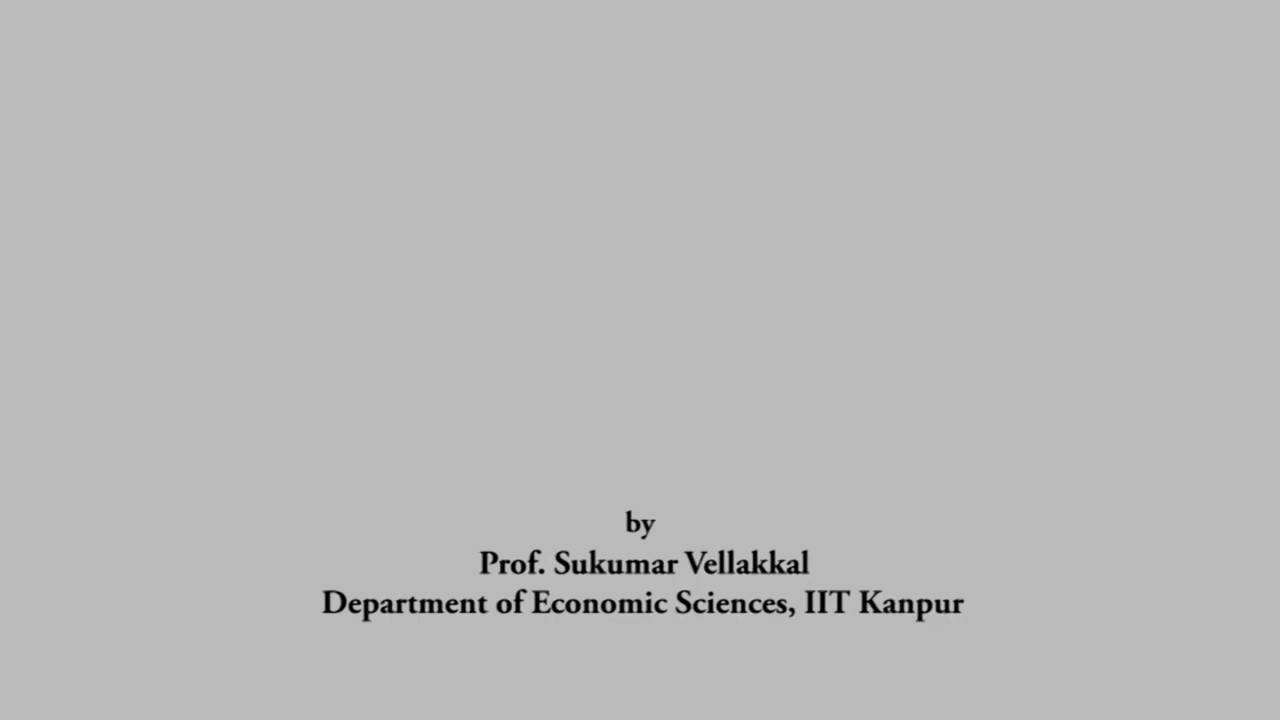 by
Prof. Sukumar Vellakkal
Department of Economic Sciences, IIT Kanpur